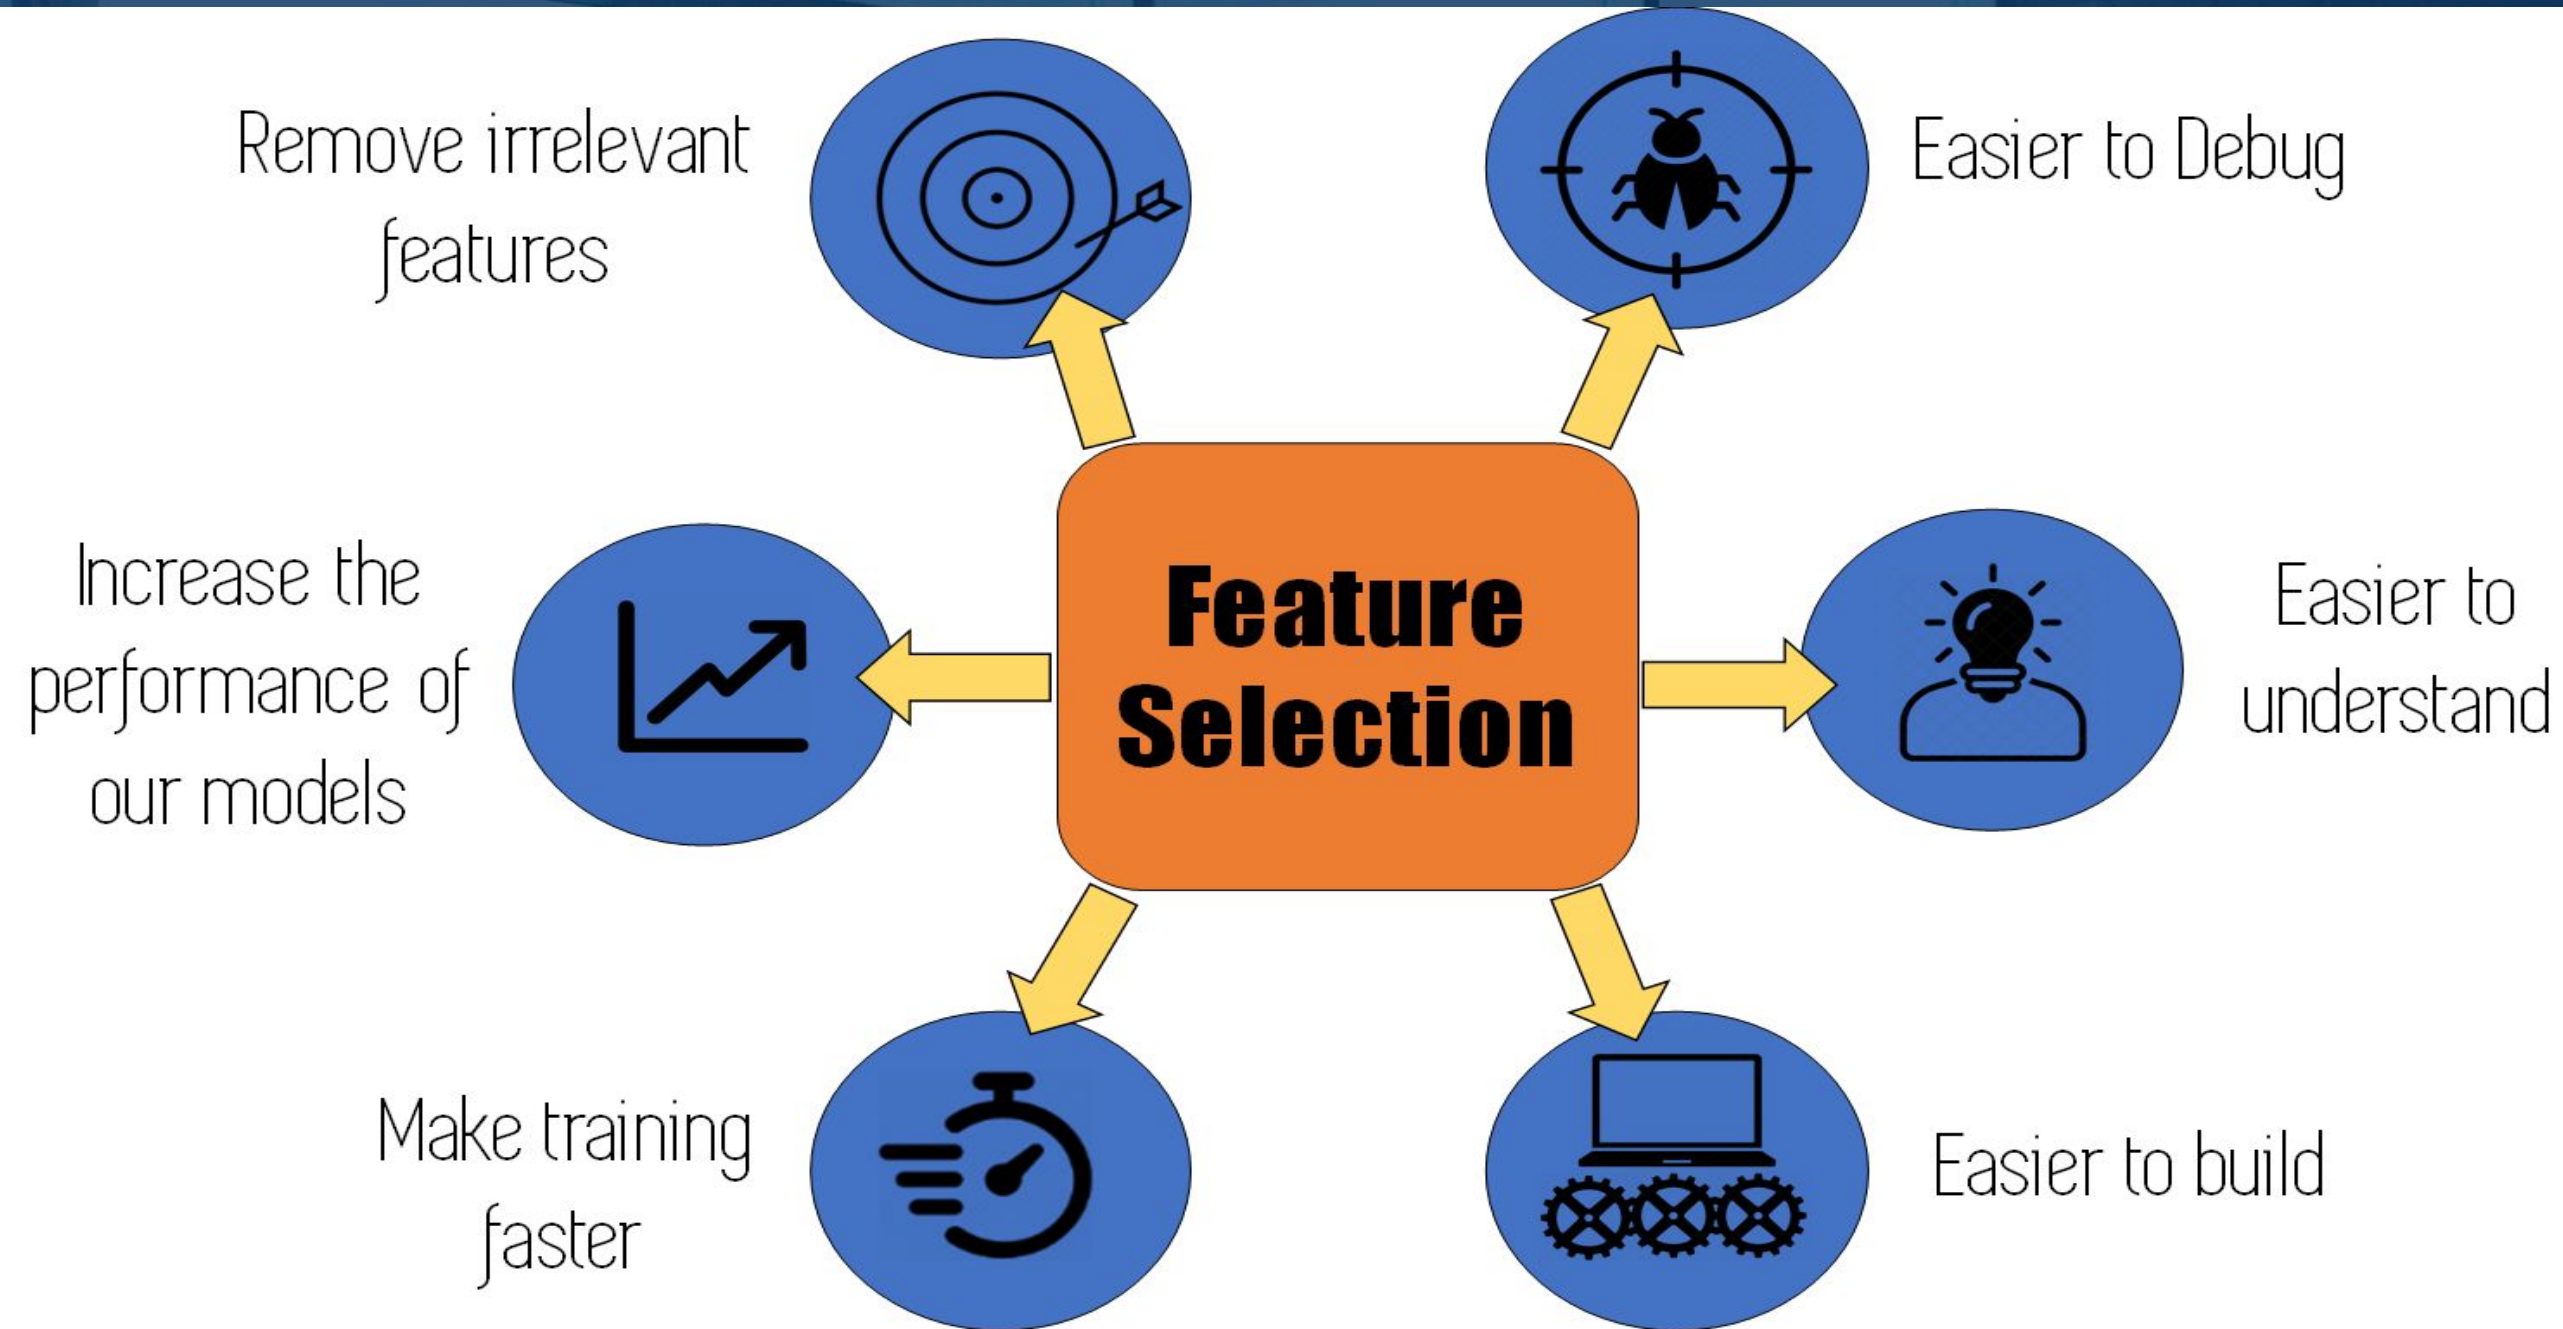 Remove irrelevant
features
Easier to Debug
Increase the
performance of
our models
Feature
Selection
Easier to
understand
Make training
faster
Easier to build